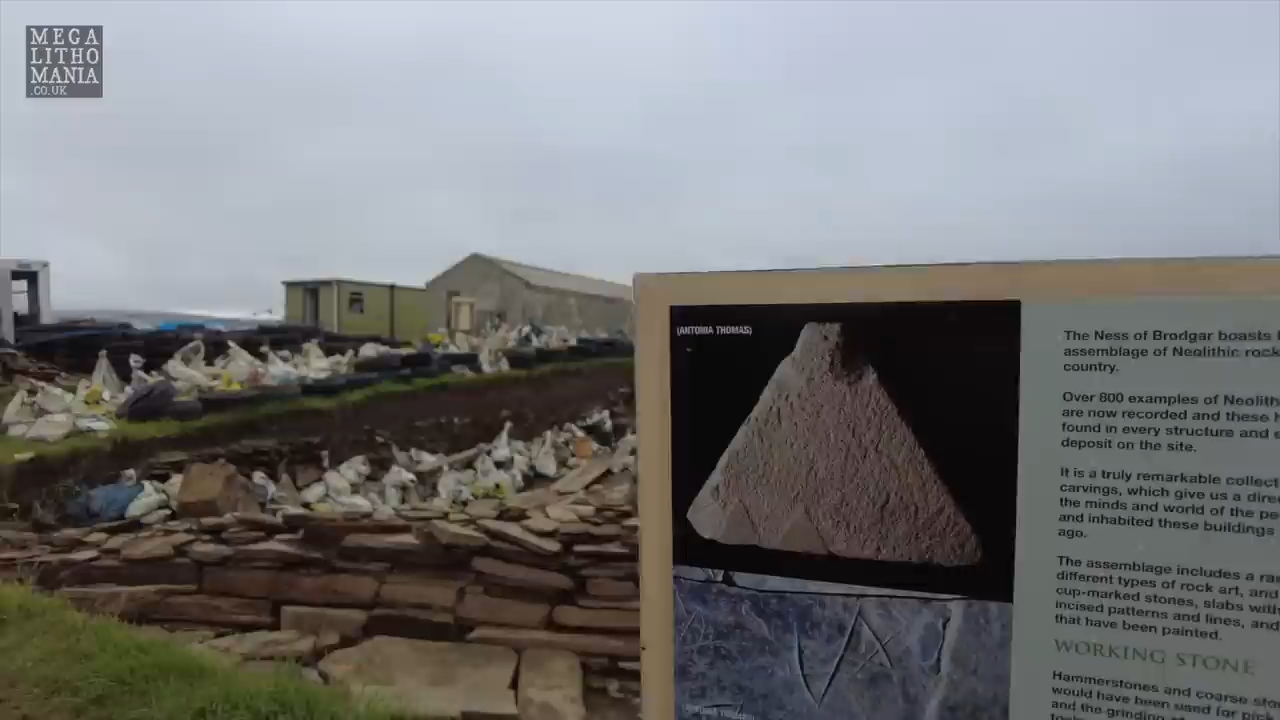 MEGA
LITHO
MANIA
.CO.UK
(ANTONIA THOMAS)
The Ness of Brodgar boasts
assemblage of Neolithic rock
country.
Over 800 examples of Neolith
are now recorded and these
found in every structure and
deposit on the site.
It is a truly remarkable collect
carvings, which give us a dire
the minds and world of the pe
and inhabited these buildings
ago.
The assemblage includes a ra
different types of rock art, and
cup-marked stones, slabs with
incised patterns and lines, and
that have been painted.
WORKING STONE
Hammerstones and coarse sto
would have been used (or pick
and the grinding